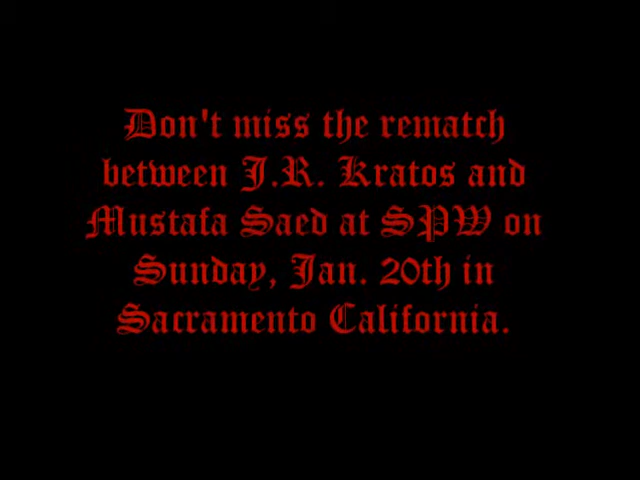 Don't miss the rematch
between J.R. Kratos and
Mustafa Saed at SPW on
Sunday, Jan. 20th in
Sacramento California.